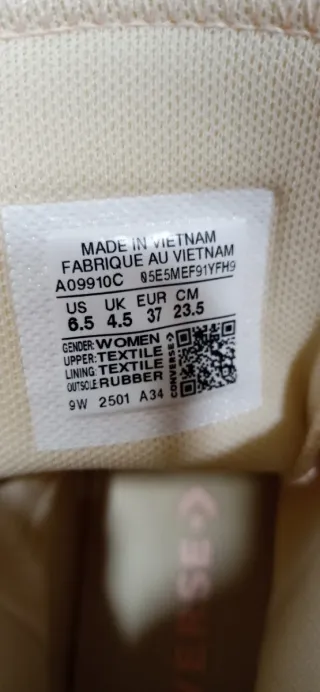 MADE IN VIETNAM
FABRIQUE AU VIETNAM
A09910C 05E5MEF91YFH9
US UK EUR CM
6.5 4.5 37 23.5
GENDER: WOMEN
UPPER: TEXTILE
LINING: TEXTILE
OUTSOLE: RUBBER
CONVERSE
9W 2501 A34